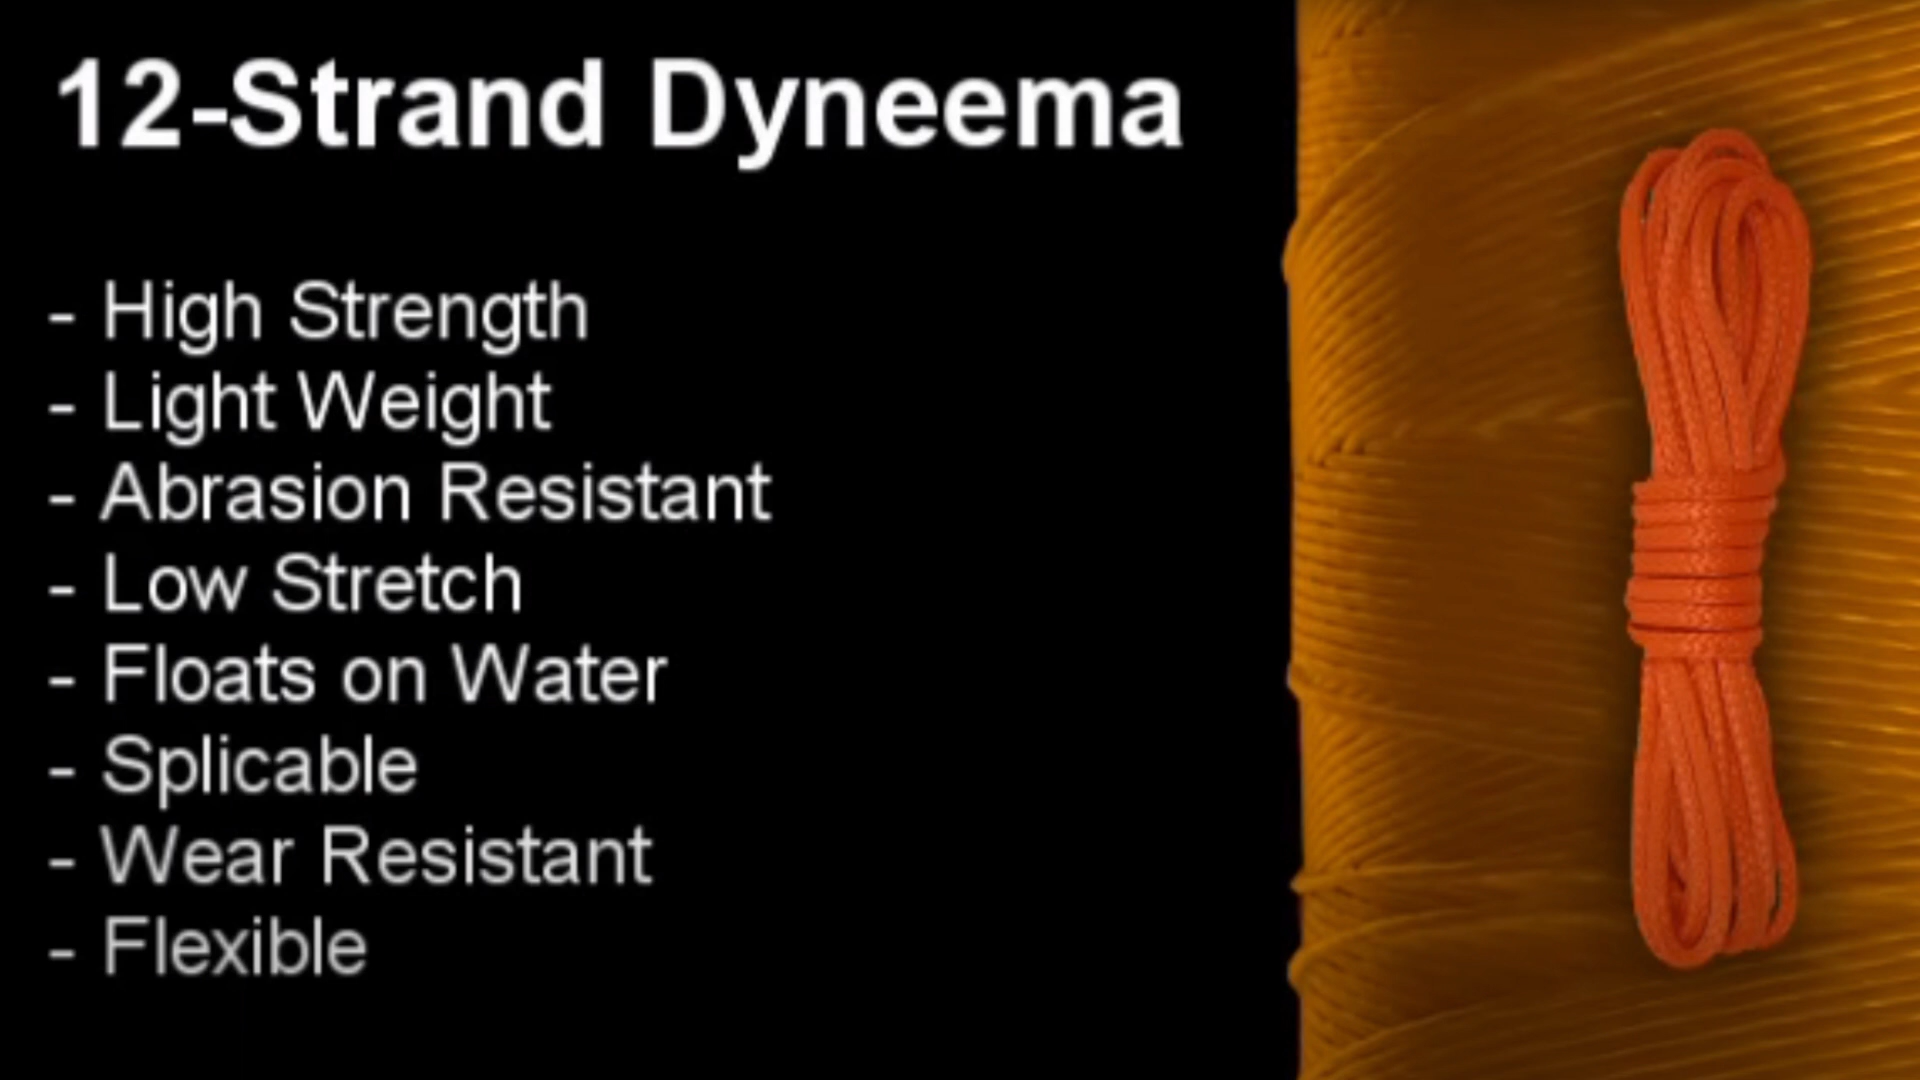 12-Strand Dyneema
- High Strength
- Light Weight
- Abrasion Resistant
- Low Stretch
- Floats on Water
- Splicable
- Wear Resistant
- Flexible